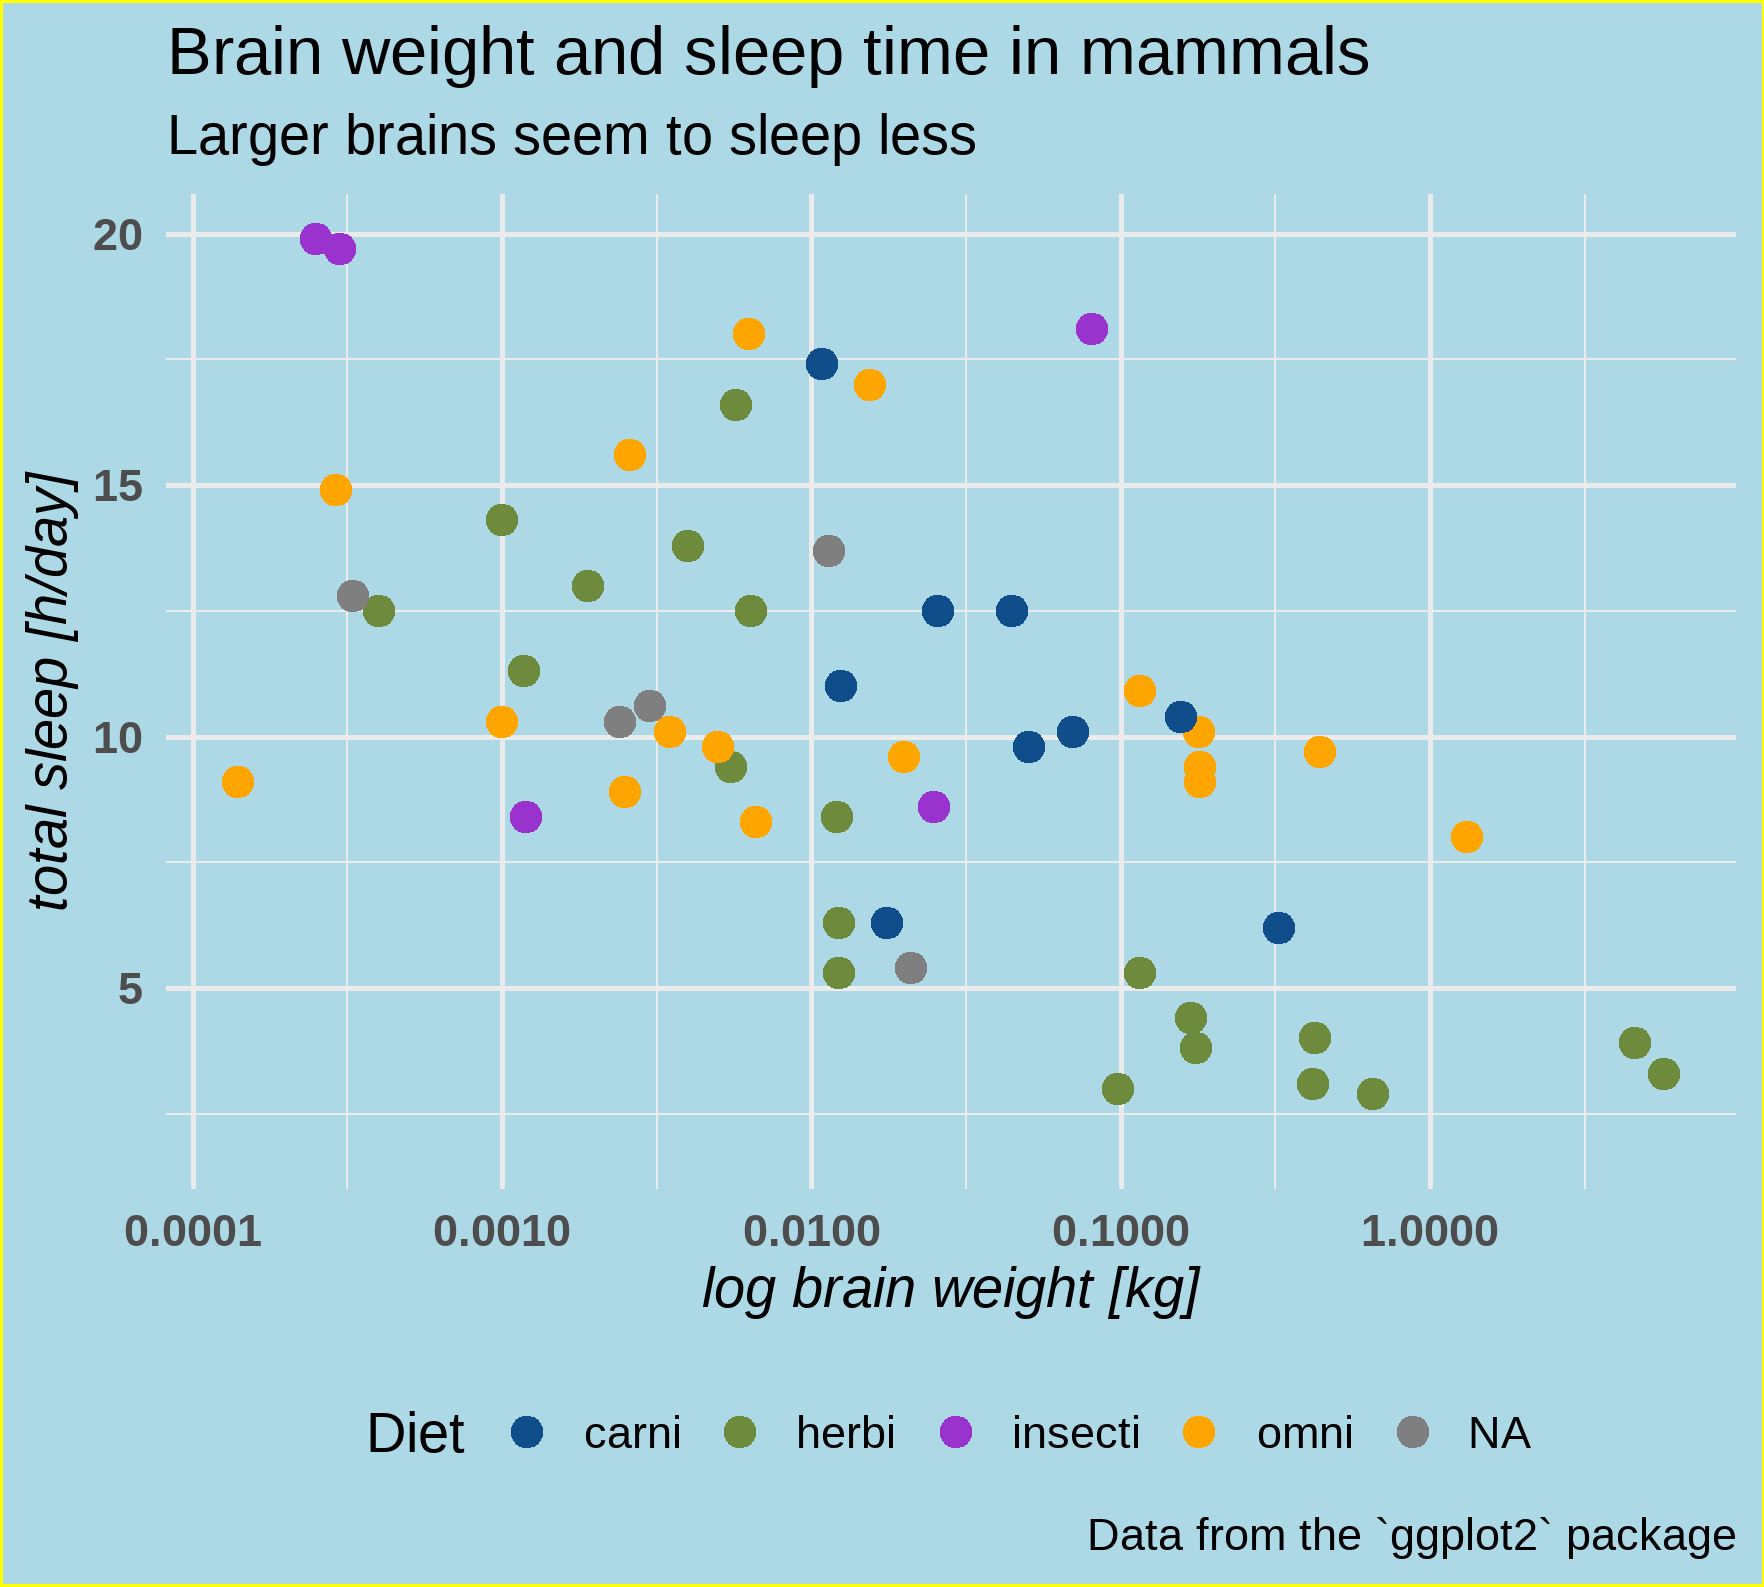 Brain weight and sleep time in mammals
Larger brains seem to sleep less
total sleep [h/day]
20
15
10
5
0.0001 0.0010 0.0100 0.1000 1.0000
log brain weight [kg]
Diet carni herbi insecti omni NA
Data from the `ggplot2` package